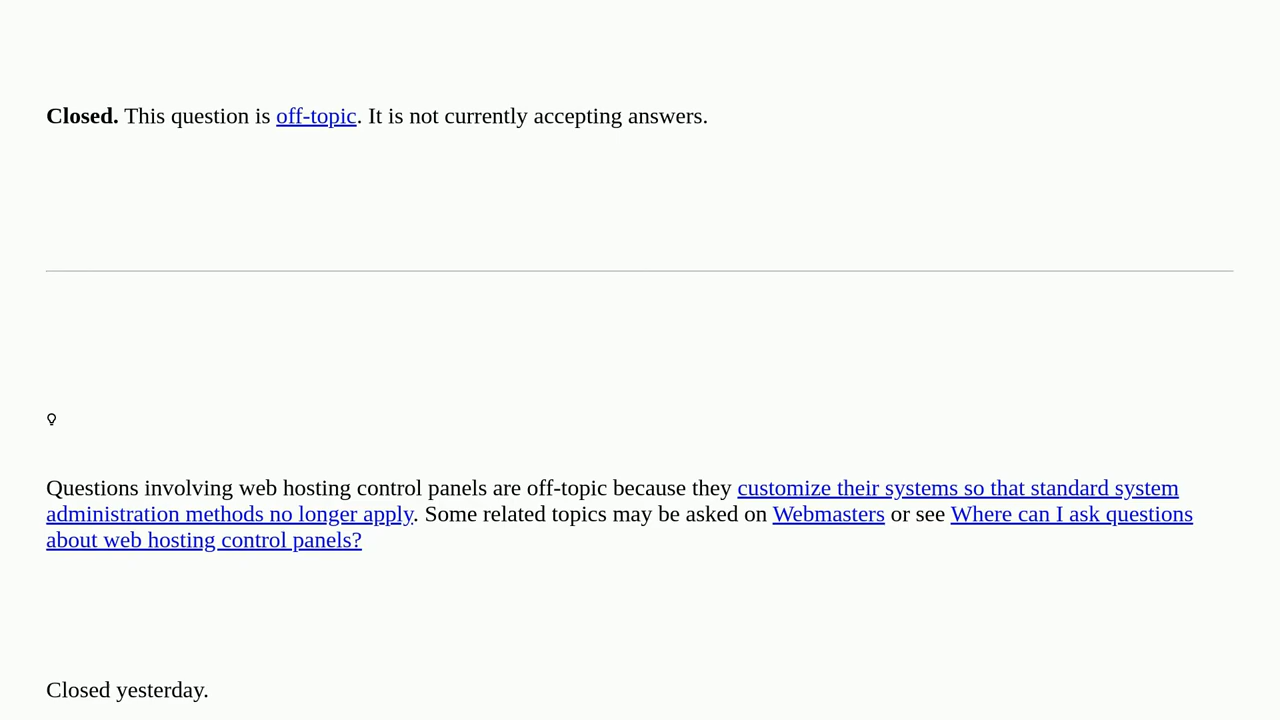 Closed. This question is off-topic. It is not currently accepting answers.
Questions involving web hosting control panels are off-topic because they customize their systems so that standard system
administration methods no longer apply. Some related topics may be asked on Webmasters or see Where can I ask questions
about web hosting control panels?
Closed yesterday.